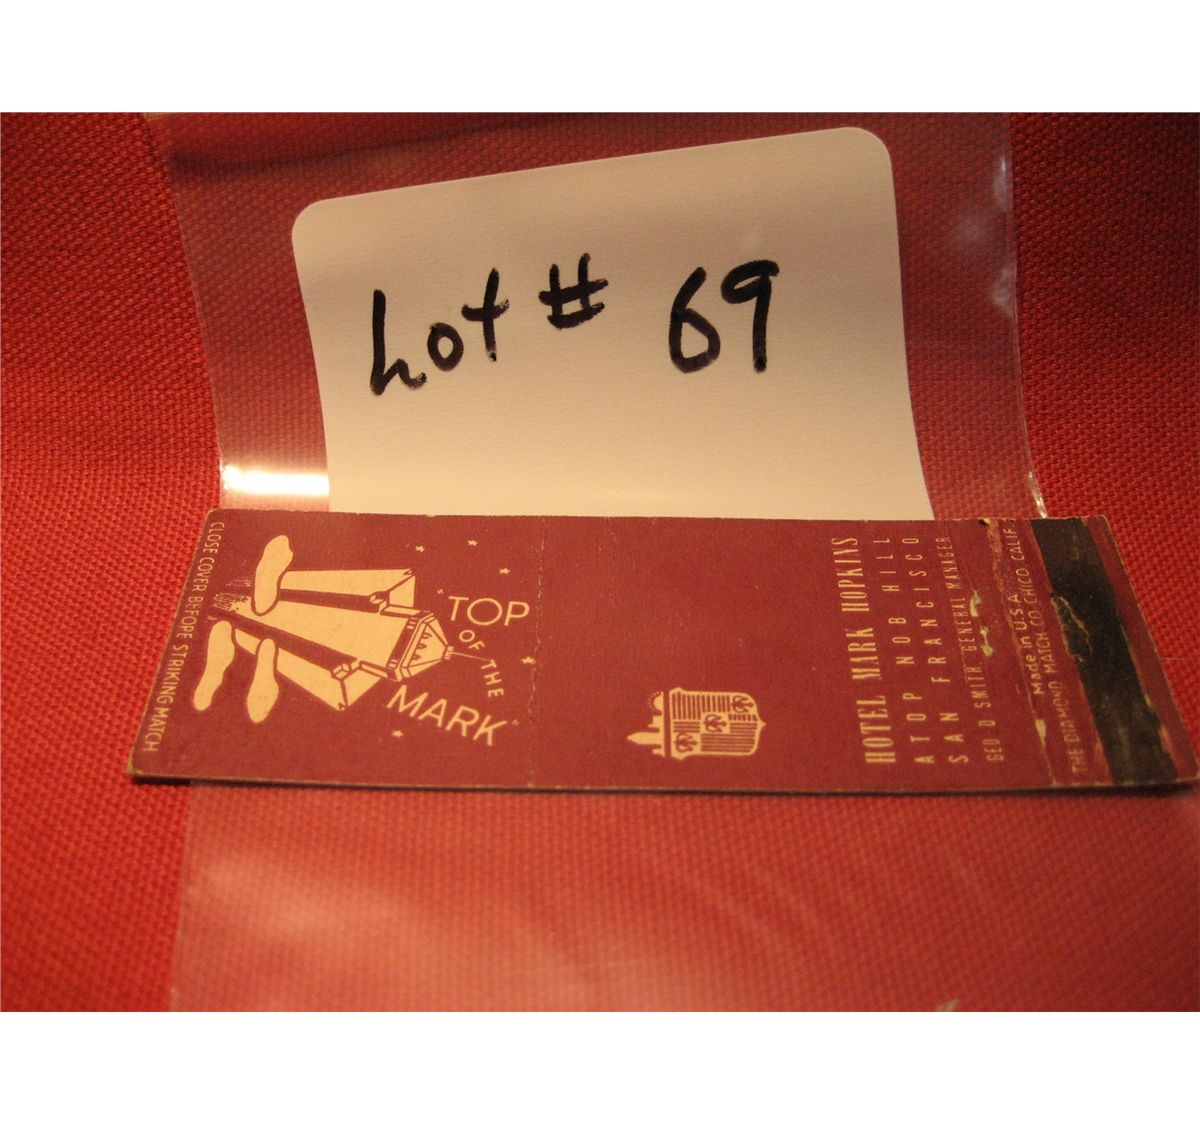 Lot # 69
CLOSE COVER BEFORE STRIKING MATCH
"TOP
OF THE
MARK"
HOTEL MARK HOPKINS
ATOP NOB HILL
SAN FRANCISCO
GEO D SMITH GENERAL MANAGER
Made in U.S.A.
THE DIAMOND MATCH CO. CHICO, CALIF.